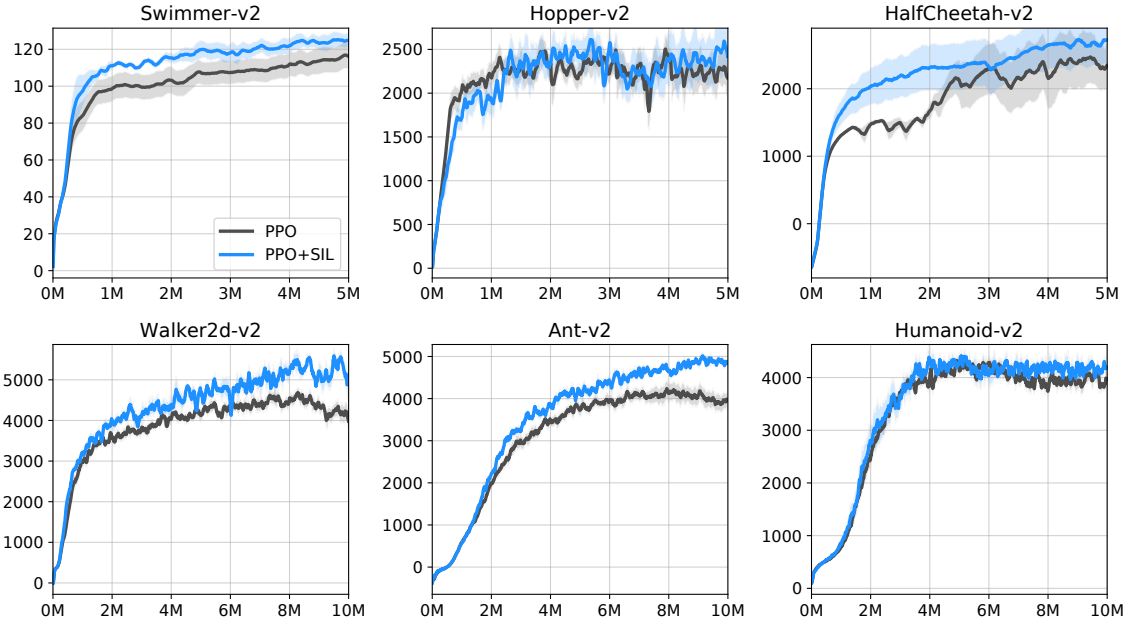 Swimmer-v2
120
100
80
60
40
20
0
PPO
PPO+SIL
0M 1M 2M 3M 4M 5M
Hopper-v2
2500
2000
1500
1000
500
0
0M 1M 2M 3M 4M 5M
HalfCheetah-v2
2000
1000
0
0M 1M 2M 3M 4M 5M
Walker2d-v2
5000
4000
3000
2000
1000
0
0M 2M 4M 6M 8M 10M
Ant-v2
5000
4000
3000
2000
1000
0
0M 2M 4M 6M 8M 10M
Humanoid-v2
4000
3000
2000
1000
0
0M 2M 4M 6M 8M 10M